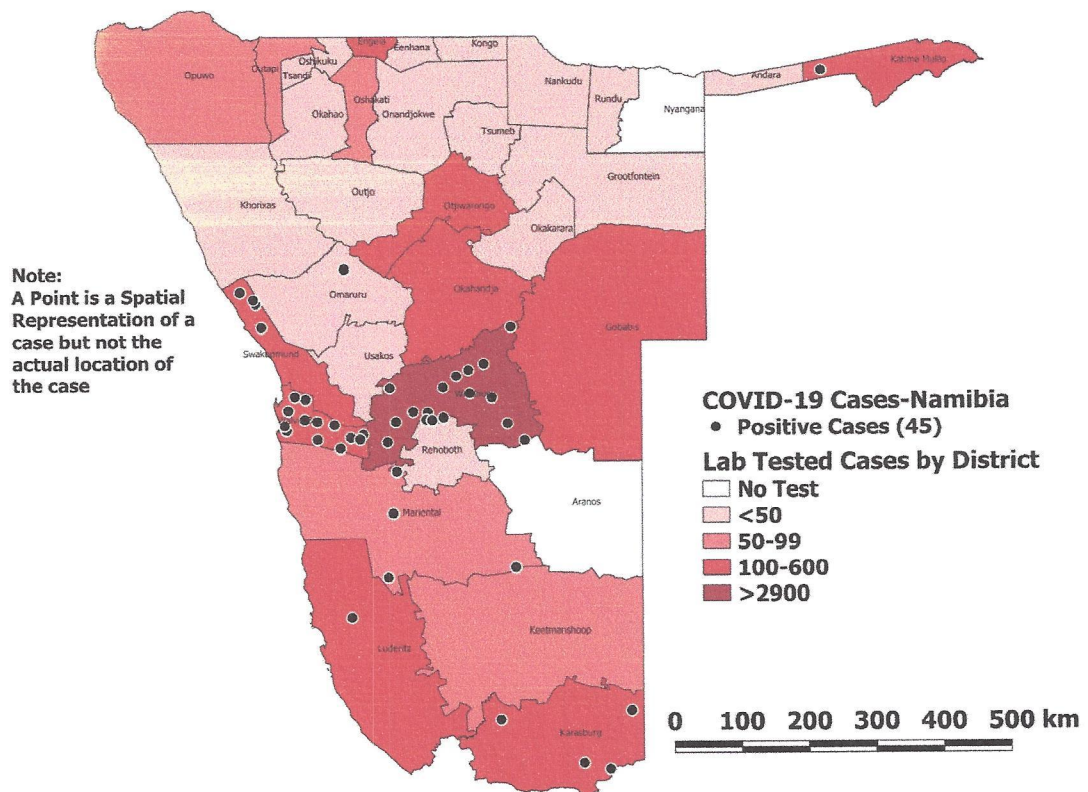 Engela
Eenhana
Kongo
Oshikuku
Opuwo
Outapi
Tsandi
Andara
Katima Mulilo
Nankudu
Oshakati
Rundu
Okahao
Onandjokwe
Nyangana
Tsumeb
Grootfontein
Outjo
Khorixas
Otjiwarongo
Okakarara
Note:
A Point is a Spatial
Representation of a
case but not the
actual location of
the case
Omaruru
Okahandja
Gobabis
Swakopmund
Usakos
COVID-19 Cases-Namibia
Positive Cases (45)
Rehoboth
Lab Tested Cases by District
No Test
<50
50-99
100-600
>2900
Aranos
Mariental
Keetmanshoop
Luderitz
Karasburg
0 100 200 300 400 500 km